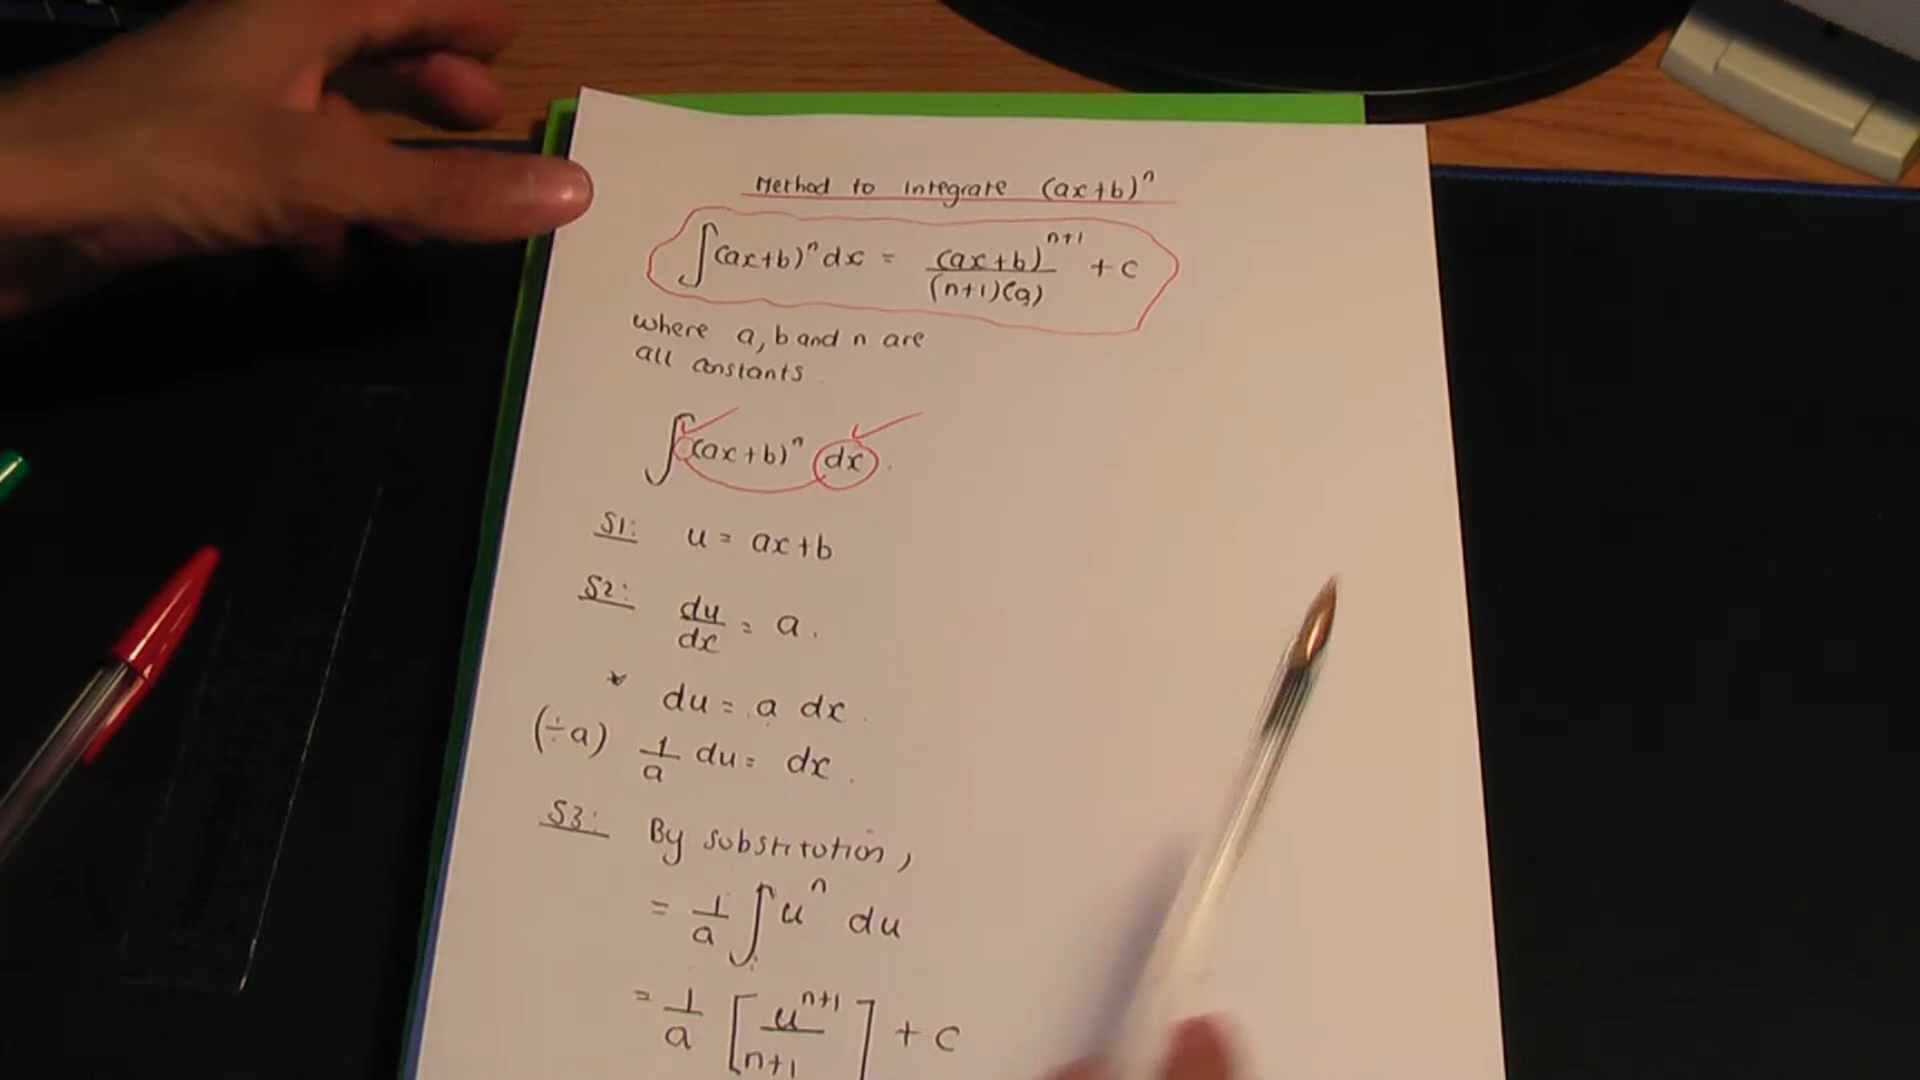 Method to integrate (ax+b)^n
∫(ax+b)^n dx = (ax+b)^(n+1) / (n+1)(a) + c
where a, b and n are
all constants
∫(ax+b)^n dx.
S1: u = ax+b
S2: du/dx = a.
* du = a dx.
(÷a) 1/a du = dx.
S3: By substitution,
= 1/a ∫u^n du
= 1/a [u^(n+1) / n+1] + c